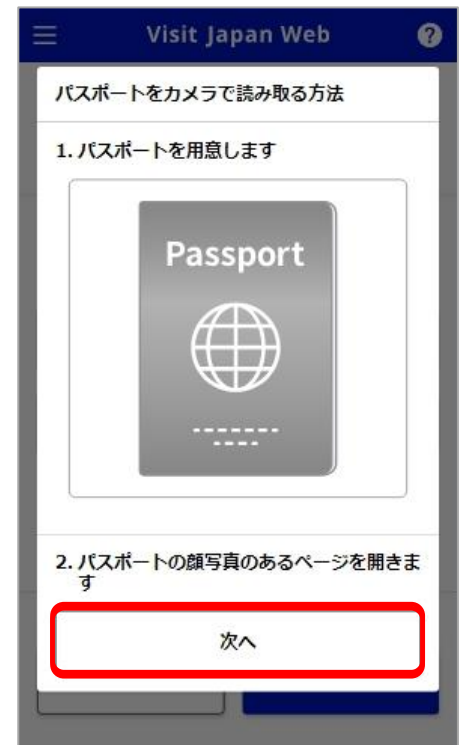 Visit Japan Web ?
パスポートをカメラで読み取る方法
1. パスポートを用意します
Passport
2. パスポートの顔写真のあるページを開きま
す
次へ